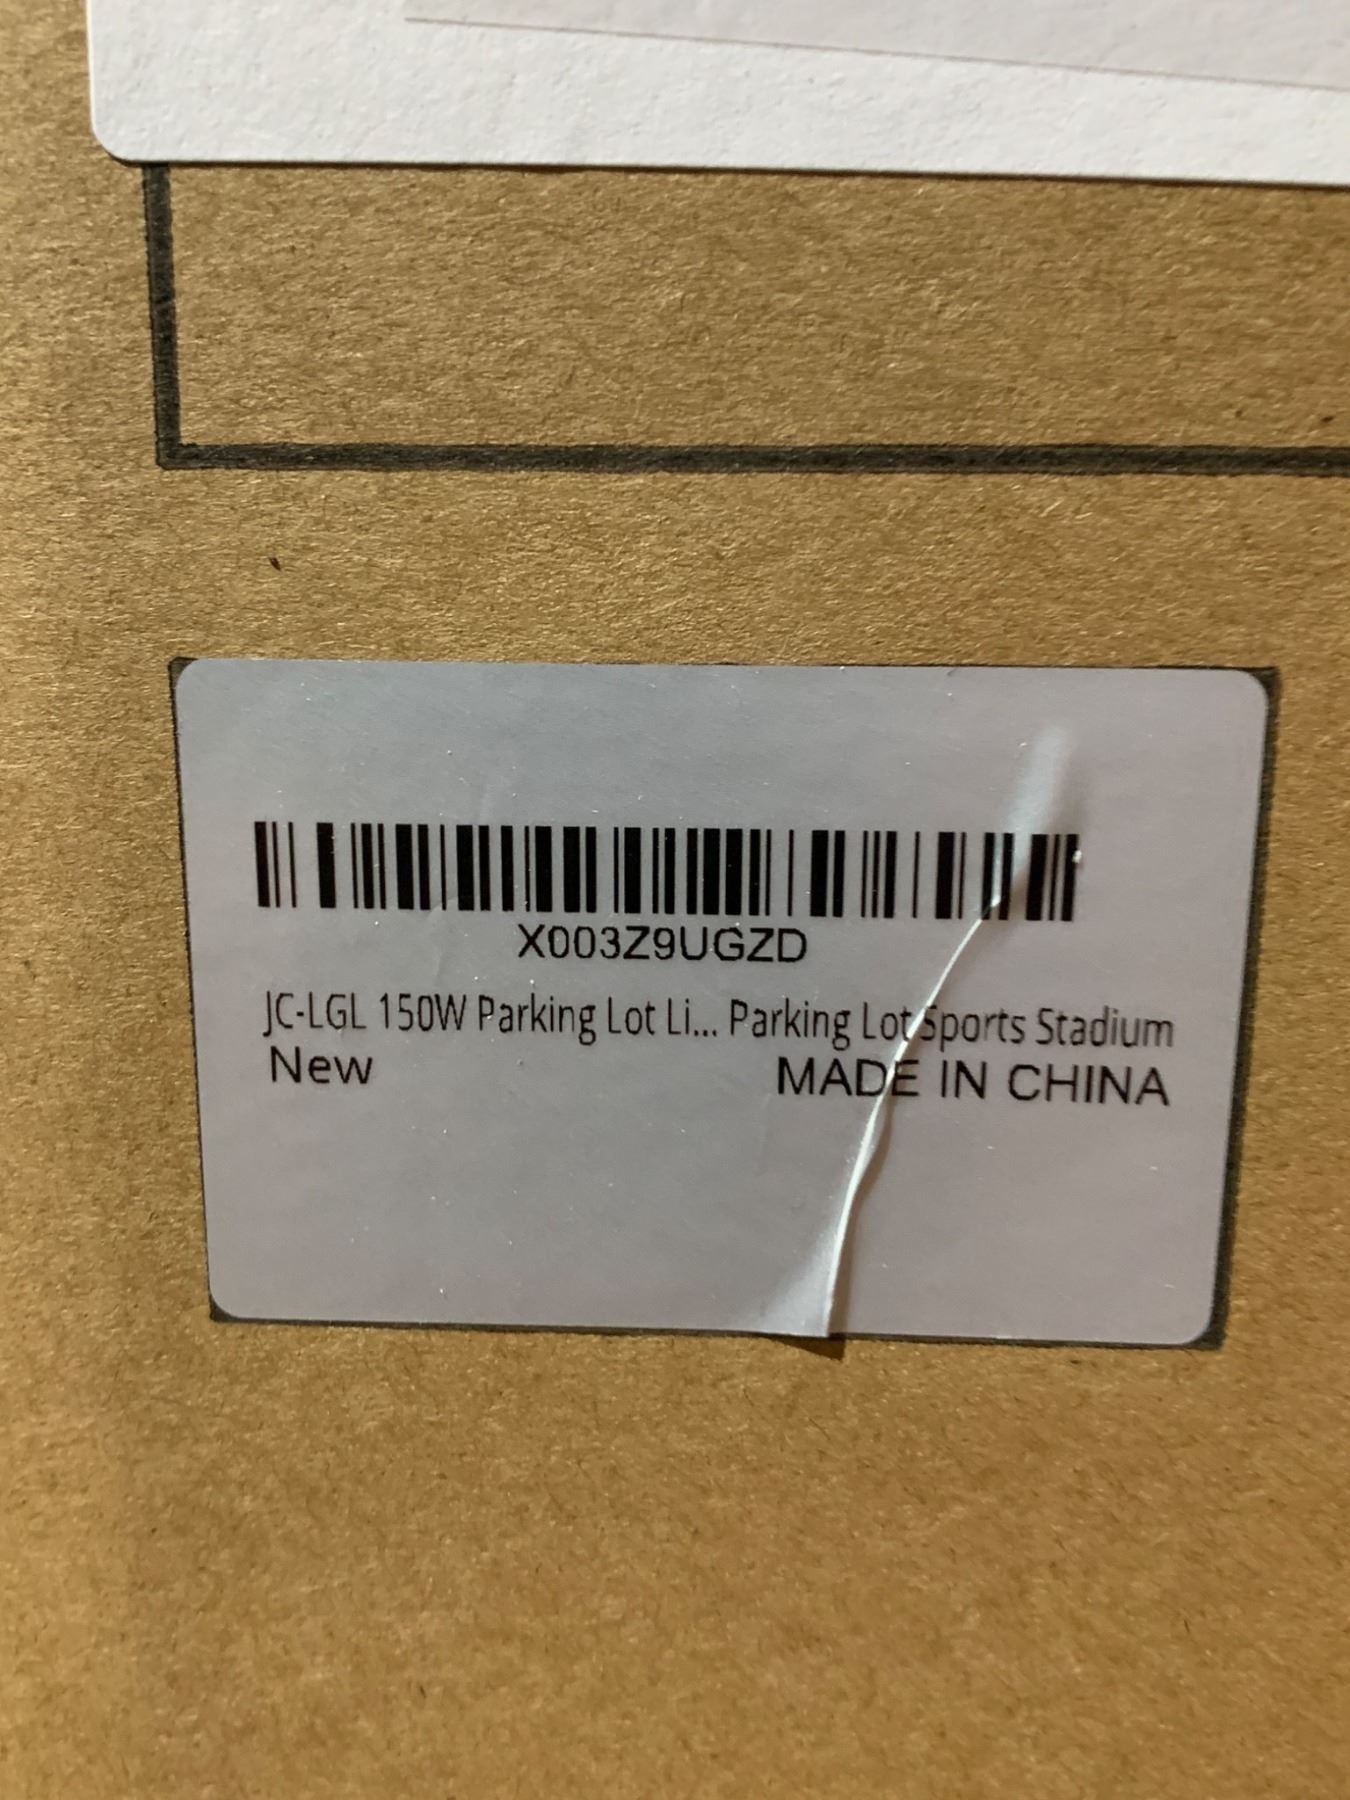 X003Z9UGZD
JC-LGL 150W Parking Lot Li... Parking Lot Sports Stadium
New MADE IN CHINA